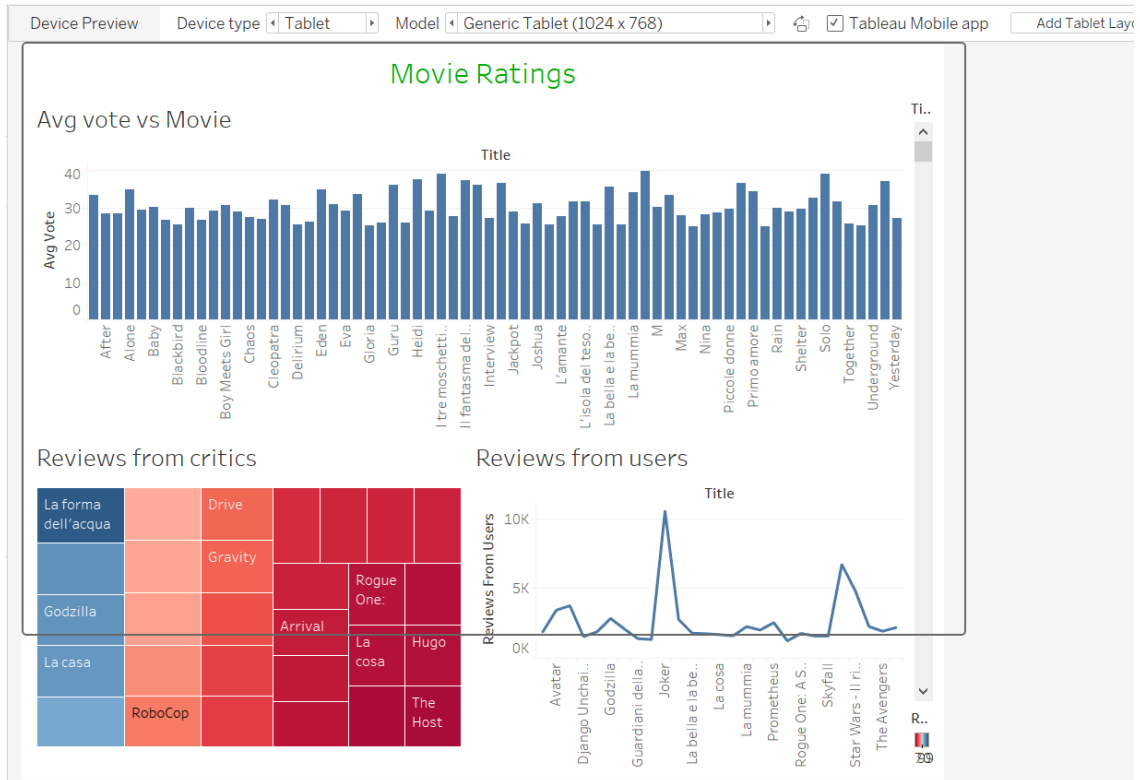 Device Preview Device type Tablet Model Generic Tablet (1024 x 768) Tableau Mobile app Add Tablet Layo
Movie Ratings
Ti..
Avg vote vs Movie
Title
Avg Vote
40
30
20
10
0
After
Alone
Baby
Blackbird
Bloodline
Boy Meets Girl
Chaos
Cleopatra
Delirium
Eden
Eva
Gloria
Guru
Heidi
I tre moschetti..
Il fantasma del..
Interview
Jackpot
Joshua
L'amante
L'isola del teso..
La bella e la be..
La mummia
M
Max
Nina
Piccole donne
Primo amore
Rain
Shelter
Solo
Together
Underground
Yesterday
Reviews from critics
La forma
dell'acqua
Godzilla
La casa
RoboCop
Drive
Gravity
Arrival
Rogue
One:
La
cosa
Hugo
The
Host
Reviews from users
Title
Reviews From Users
10K
5K
0K
Avatar
Django Unchai..
Godzilla
Guardiani della..
Joker
La bella e la be..
La cosa
La mummia
Prometheus
Rogue One: A S..
Skyfall
Star Wars - Il ri..
The Avengers
R..